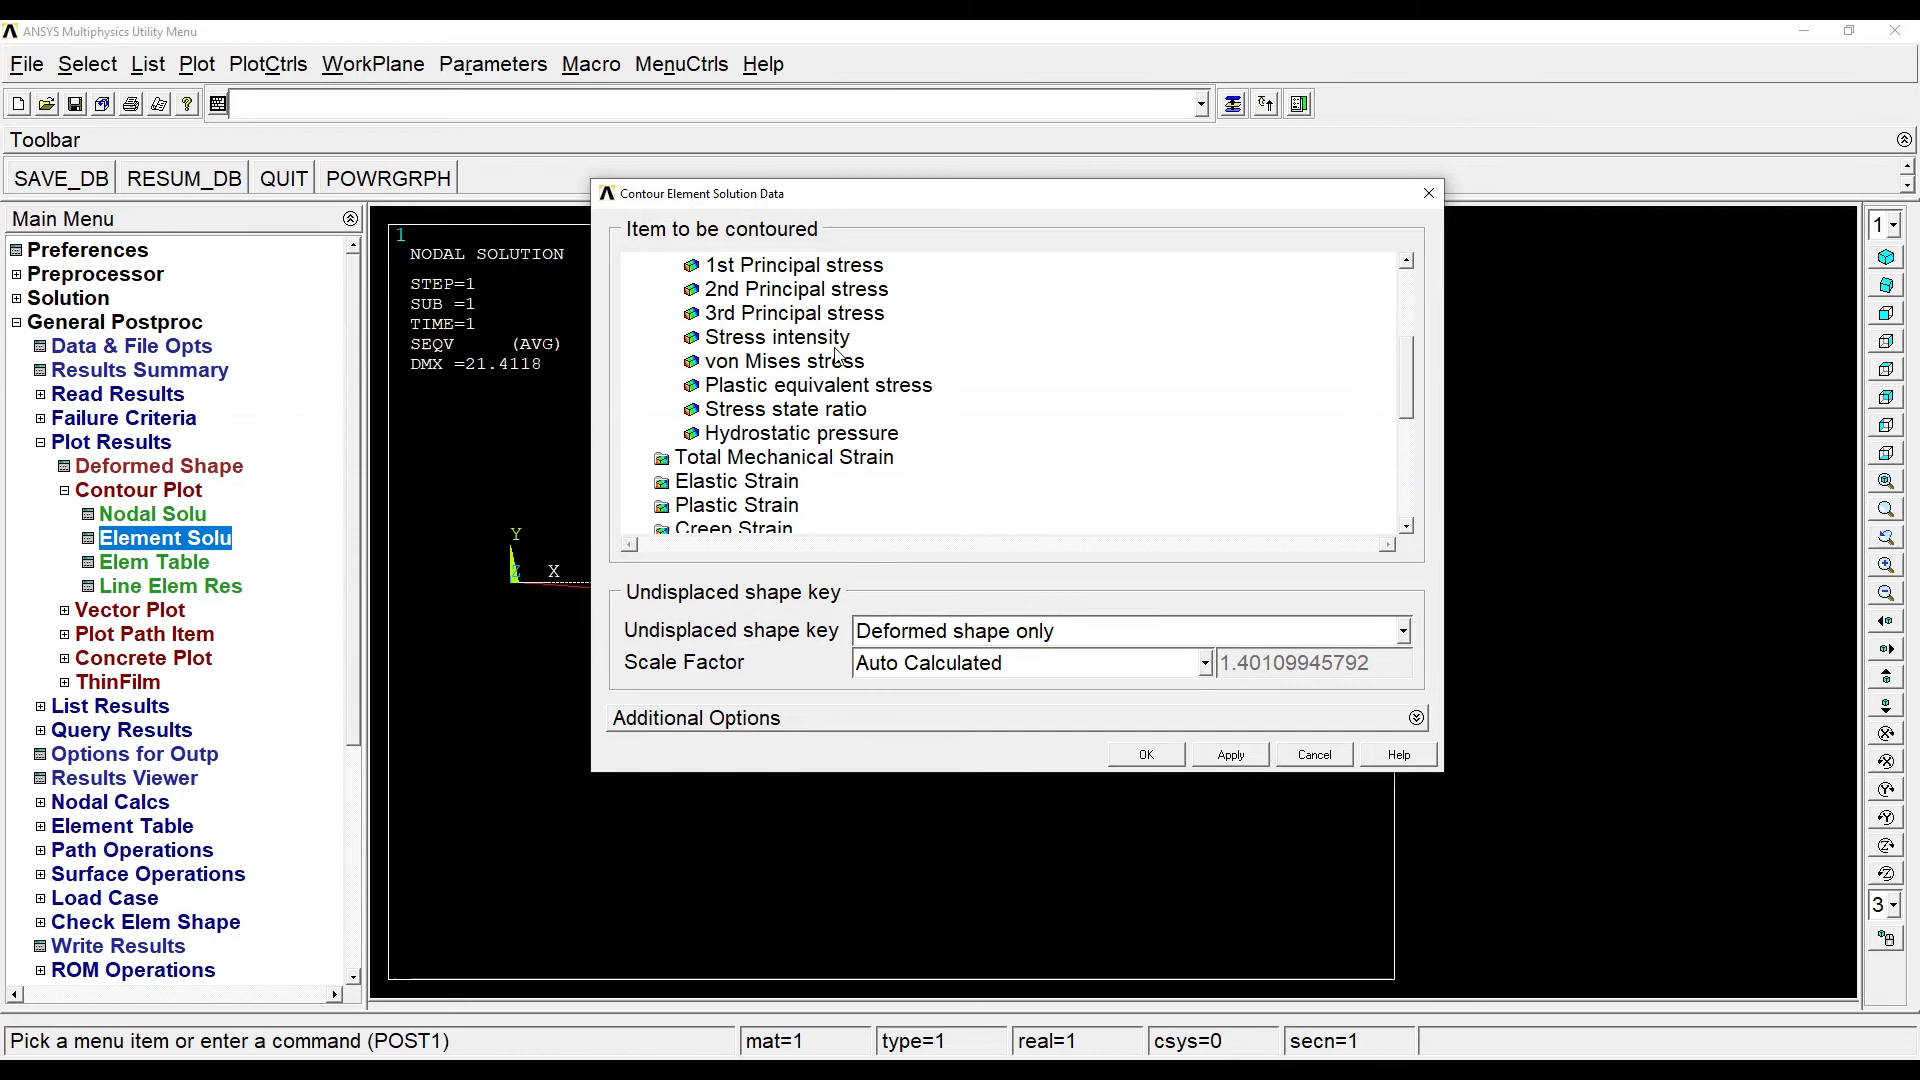 ANSYS Multiphysics Utility Menu
File Select List Plot PlotCtrls WorkPlane Parameters Macro MenuCtrls Help
Toolbar
SAVE_DB RESUM_DB QUIT POWRGRPH
Main Menu
Preferences
Preprocessor
Solution
General Postproc
Data & File Opts
Results Summary
Read Results
Failure Criteria
Plot Results
Deformed Shape
Contour Plot
Nodal Solu
Element Solu
Elem Table
Line Elem Res
Vector Plot
Plot Path Item
Concrete Plot
ThinFilm
List Results
Query Results
Options for Outp
Results Viewer
Nodal Calcs
Element Table
Path Operations
Surface Operations
Load Case
Check Elem Shape
Write Results
ROM Operations
1
NODAL SOLUTION
STEP=1
SUB =1
TIME=1
SEQV (AVG)
DMX =21.4118
Y
Z X
Contour Element Solution Data
Item to be contoured
1st Principal stress
2nd Principal stress
3rd Principal stress
Stress intensity
von Mises stress
Plastic equivalent stress
Stress state ratio
Hydrostatic pressure
Total Mechanical Strain
Elastic Strain
Plastic Strain
Creep Strain
Undisplaced shape key
Undisplaced shape key Deformed shape only
Scale Factor Auto Calculated 1.40109945792
Additional Options
OK Apply Cancel Help
1
3
Pick a menu item or enter a command (POST1) mat=1 type=1 real=1 csys=0 secn=1